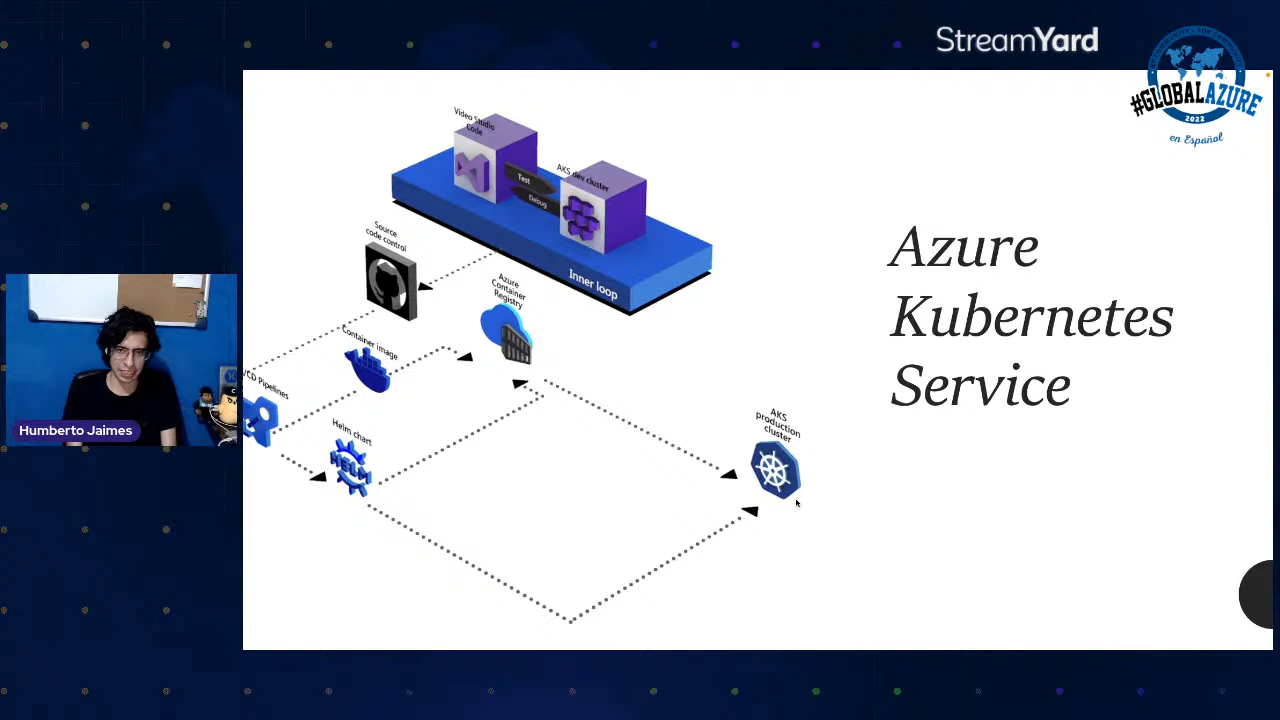 StreamYard
#GLOBALAZURE
2022
en Español
Video Studio
Code
Test
Debug
AKS dev cluster
Inner loop
Source
code control
Azure
Container
Registry
Container image
/CD Pipelines
Helm chart
HELM
AKS
production
cluster
Azure
Kubernetes
Service
Humberto Jaimes